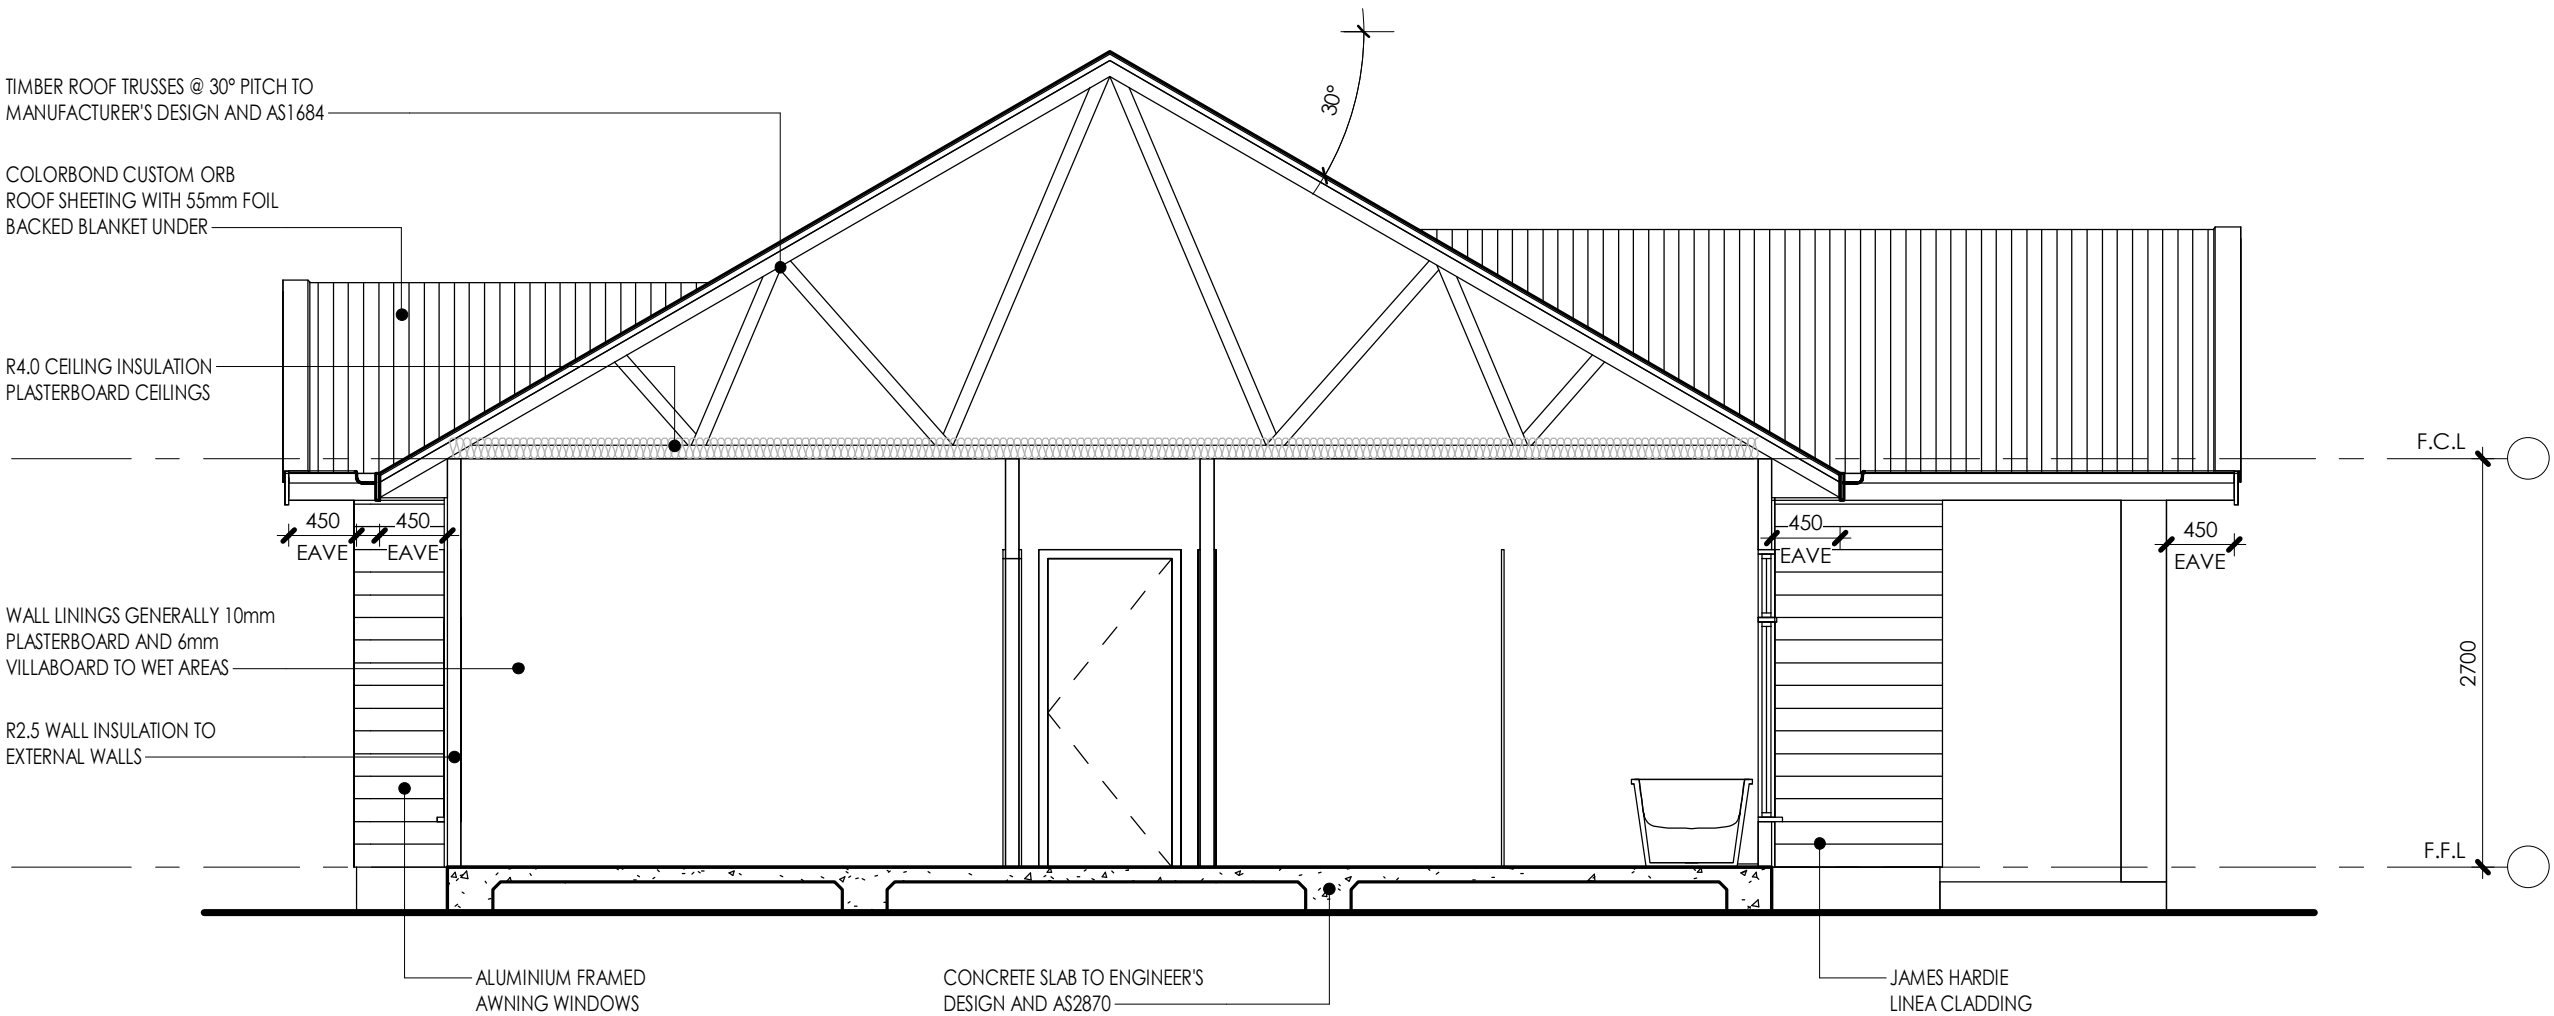 TIMBER ROOF TRUSSES @ 30° PITCH TO
MANUFACTURER'S DESIGN AND AS1684
COLORBOND CUSTOM ORB
ROOF SHEETING WITH 55mm FOIL
BACKED BLANKET UNDER
R4.0 CEILING INSULATION
PLASTERBOARD CEILINGS
30°
F.C.L
450
EAVE
450
EAVE
450
EAVE
450
EAVE
WALL LININGS GENERALLY 10mm
PLASTERBOARD AND 6mm
VILLABOARD TO WET AREAS
2700
R2.5 WALL INSULATION TO
EXTERNAL WALLS
F.F.L
ALUMINIUM FRAMED
AWNING WINDOWS
CONCRETE SLAB TO ENGINEER'S
DESIGN AND AS2870
JAMES HARDIE
LINEA CLADDING